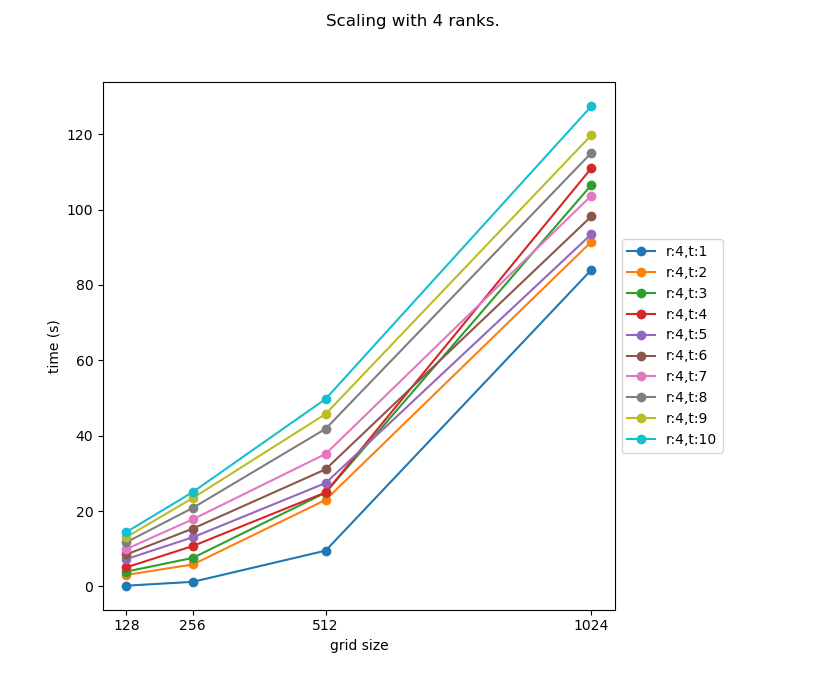 Scaling with 4 ranks.
120
100
80
60
40
20
0
time (s)
128 256 512 1024
grid size
r:4,t:1
r:4,t:2
r:4,t:3
r:4,t:4
r:4,t:5
r:4,t:6
r:4,t:7
r:4,t:8
r:4,t:9
r:4,t:10